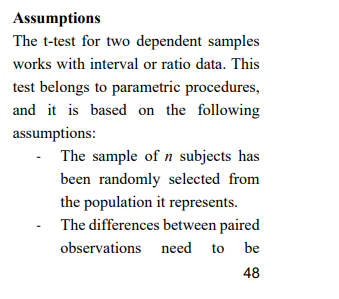 Assumptions
The t-test for two dependent samples
works with interval or ratio data. This
test belongs to parametric procedures,
and it is based on the following
assumptions:
- The sample of n subjects has
been randomly selected from
the population it represents.
- The differences between paired
observations need to be
48